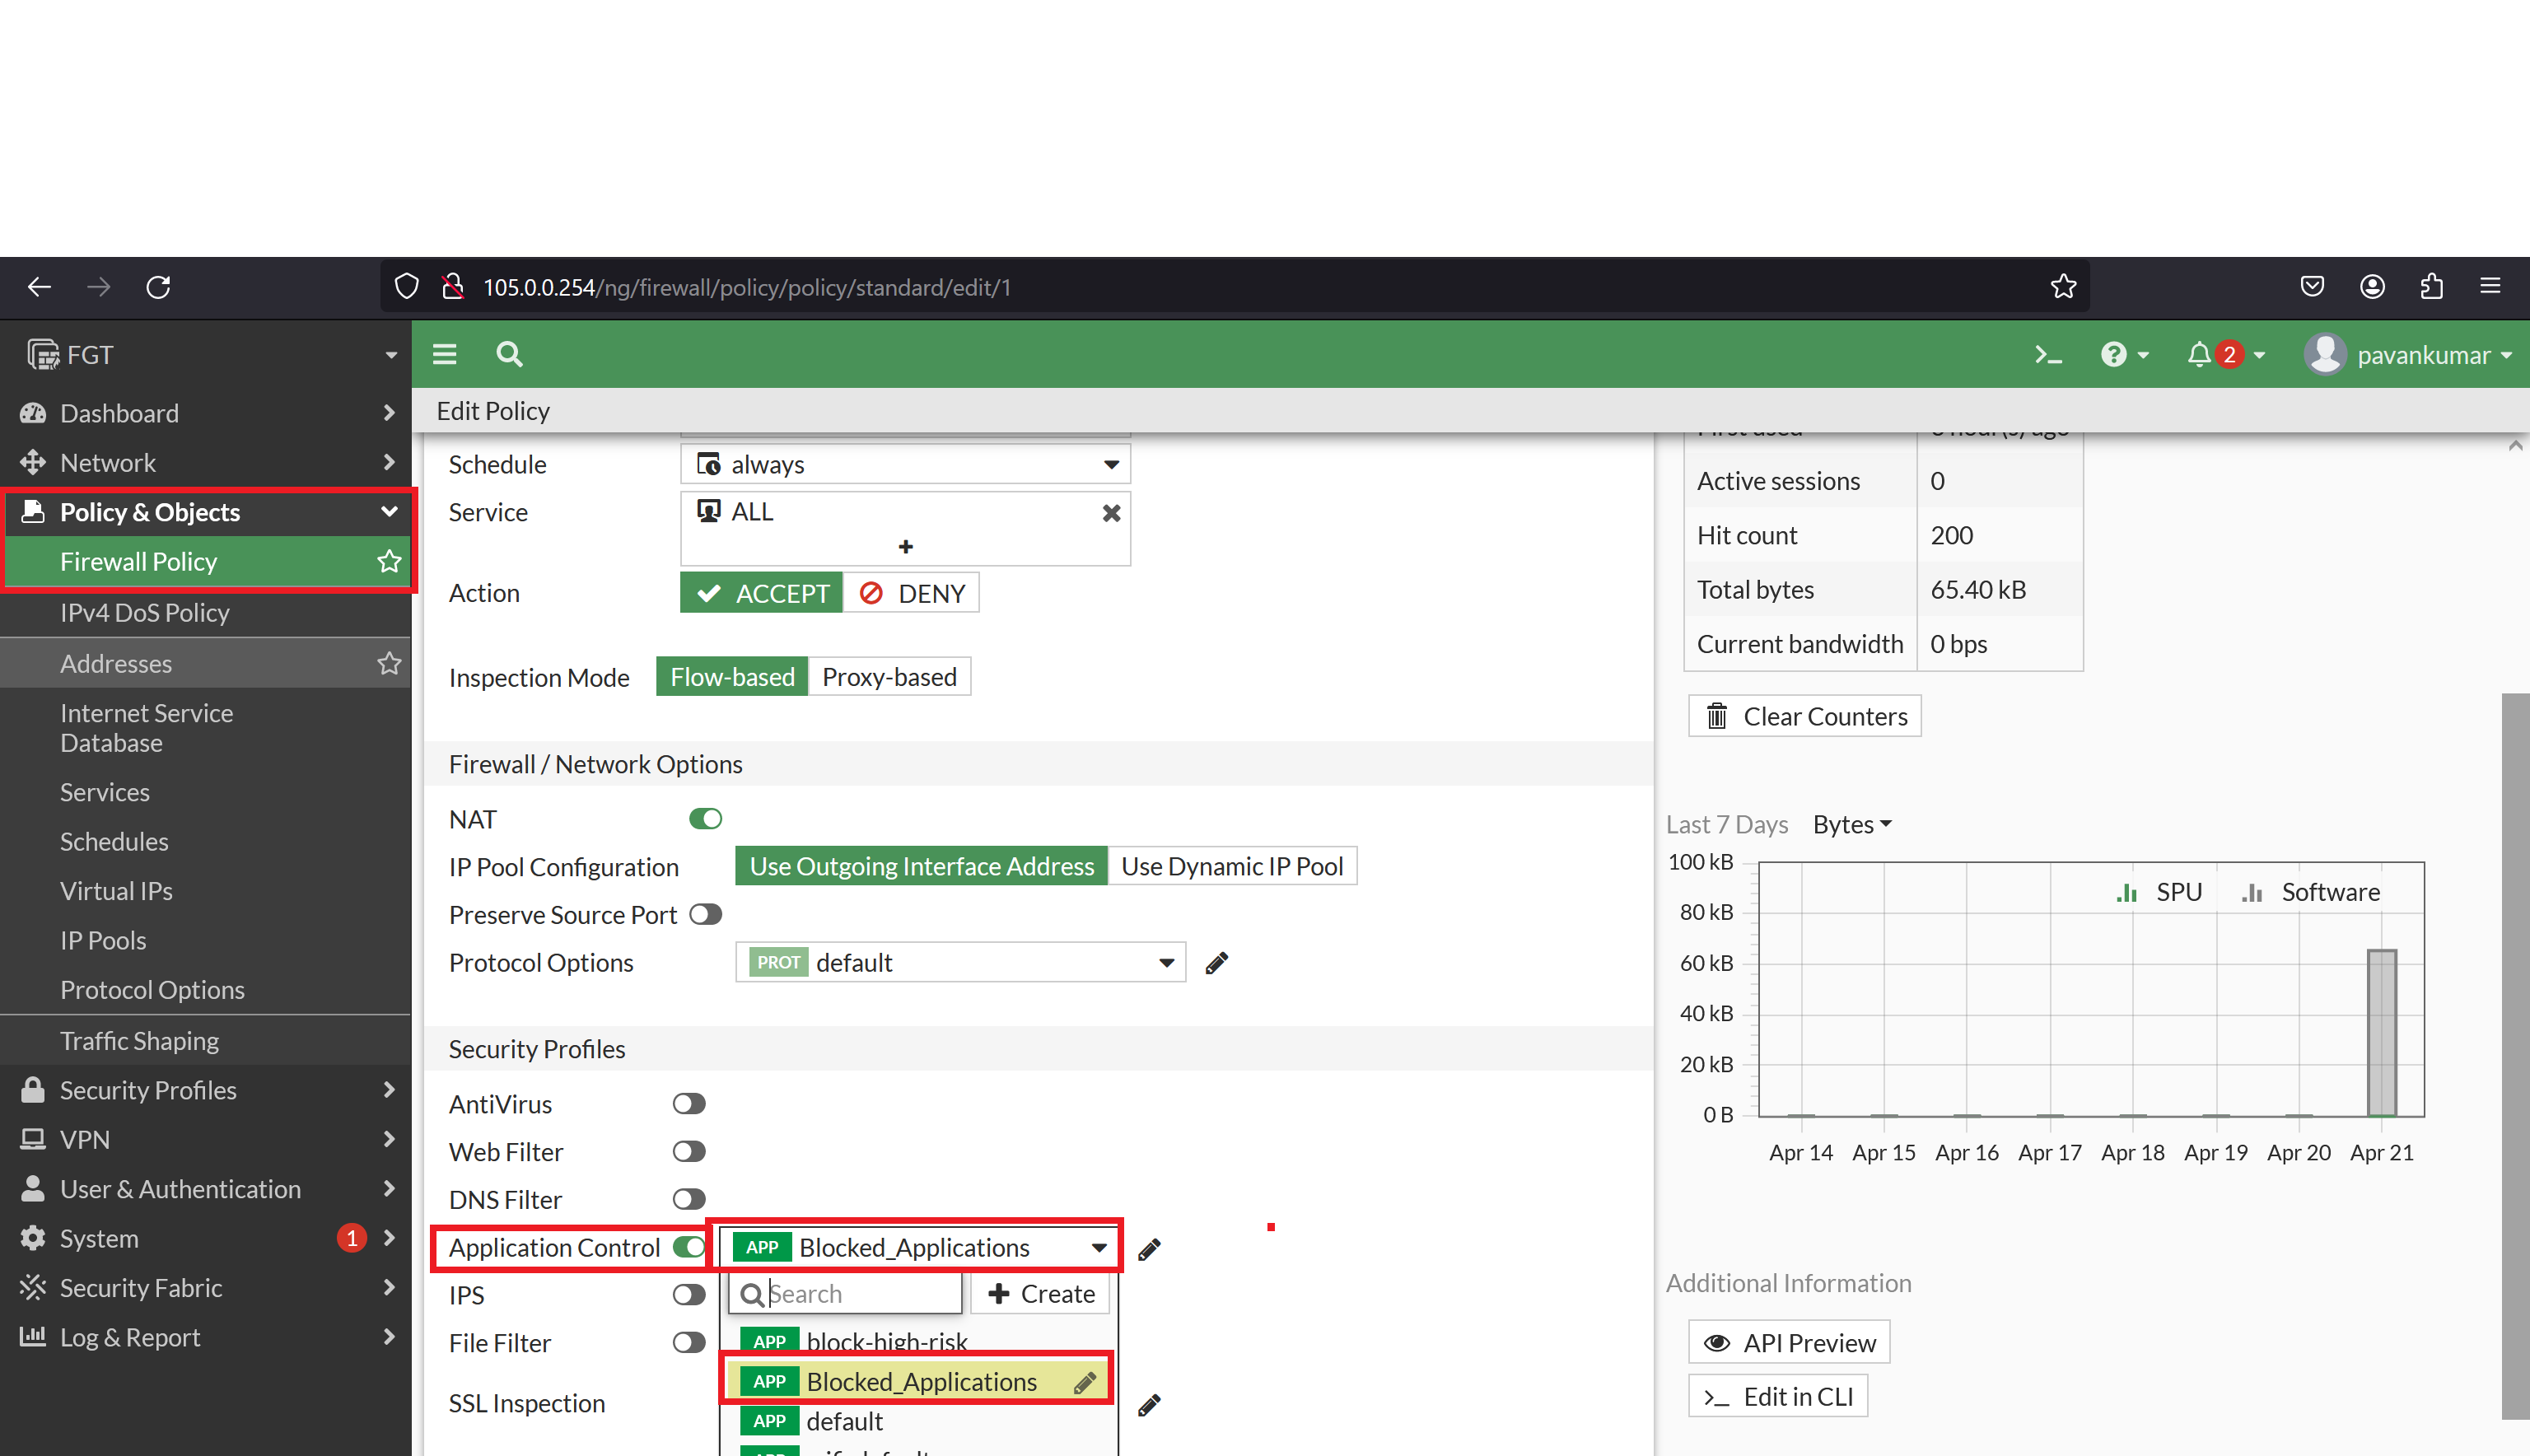 105.0.0.254/ng/firewall/policy/policy/standard/edit/1
FGT
2
pavankumar
Dashboard
Network
Policy & Objects
Firewall Policy
IPv4 DoS Policy
Addresses
Internet Service
Database
Services
Schedules
Virtual IPs
IP Pools
Protocol Options
Traffic Shaping
Security Profiles
VPN
User & Authentication
System 1
Security Fabric
Log & Report
Edit Policy
Schedule always
Service ALL
Action ACCEPT DENY
Inspection Mode Flow-based Proxy-based
Firewall / Network Options
NAT
IP Pool Configuration Use Outgoing Interface Address Use Dynamic IP Pool
Preserve Source Port
Protocol Options PROT default
Security Profiles
AntiVirus
Web Filter
DNS Filter
Application Control APP Blocked_Applications
Search Create
IPS
APP block-high-risk
File Filter
APP Blocked_Applications
SSL Inspection
APP default
Active sessions 0
Hit count 200
Total bytes 65.40 kB
Current bandwidth 0 bps
Clear Counters
Last 7 Days Bytes
100 kB
SPU Software
80 kB
60 kB
40 kB
20 kB
0 B
Apr 14 Apr 15 Apr 16 Apr 17 Apr 18 Apr 19 Apr 20 Apr 21
Additional Information
API Preview
Edit in CLI